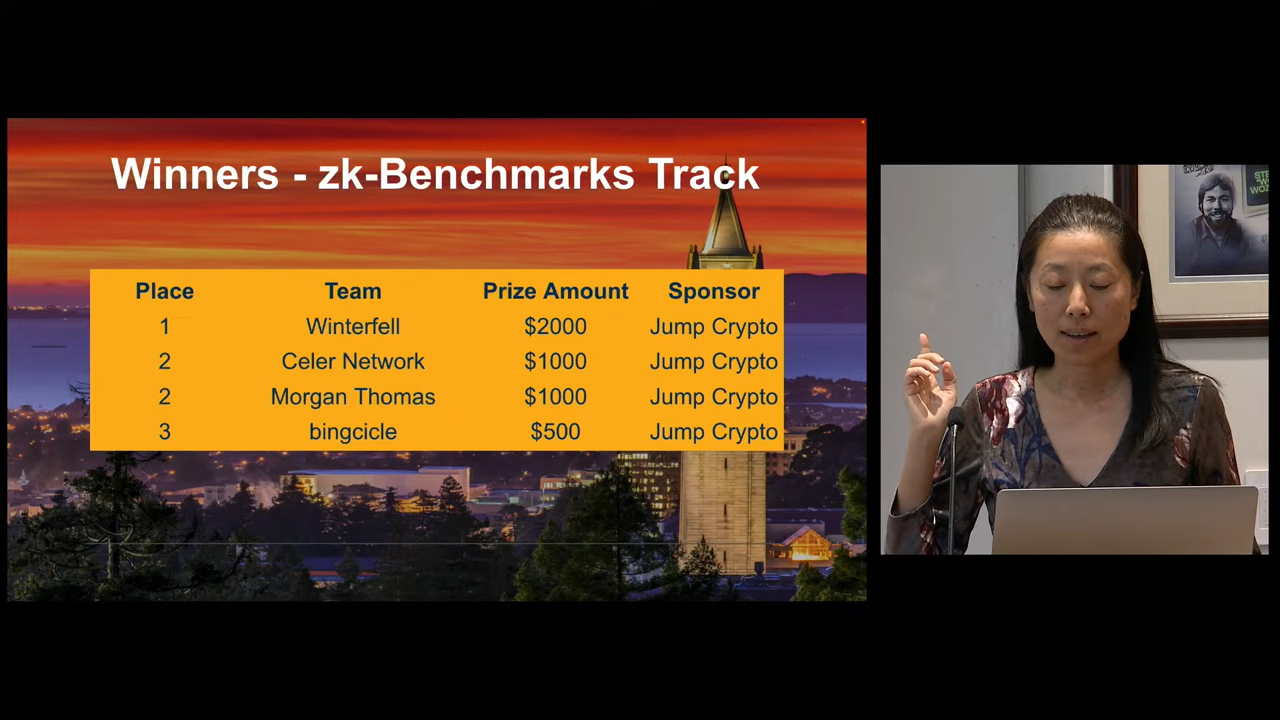 Winners - zk-Benchmarks Track
Place Team Prize Amount Sponsor
1 Winterfell $2000 Jump Crypto
2 Celer Network $1000 Jump Crypto
2 Morgan Thomas $1000 Jump Crypto
3 bingcicle $500 Jump Crypto